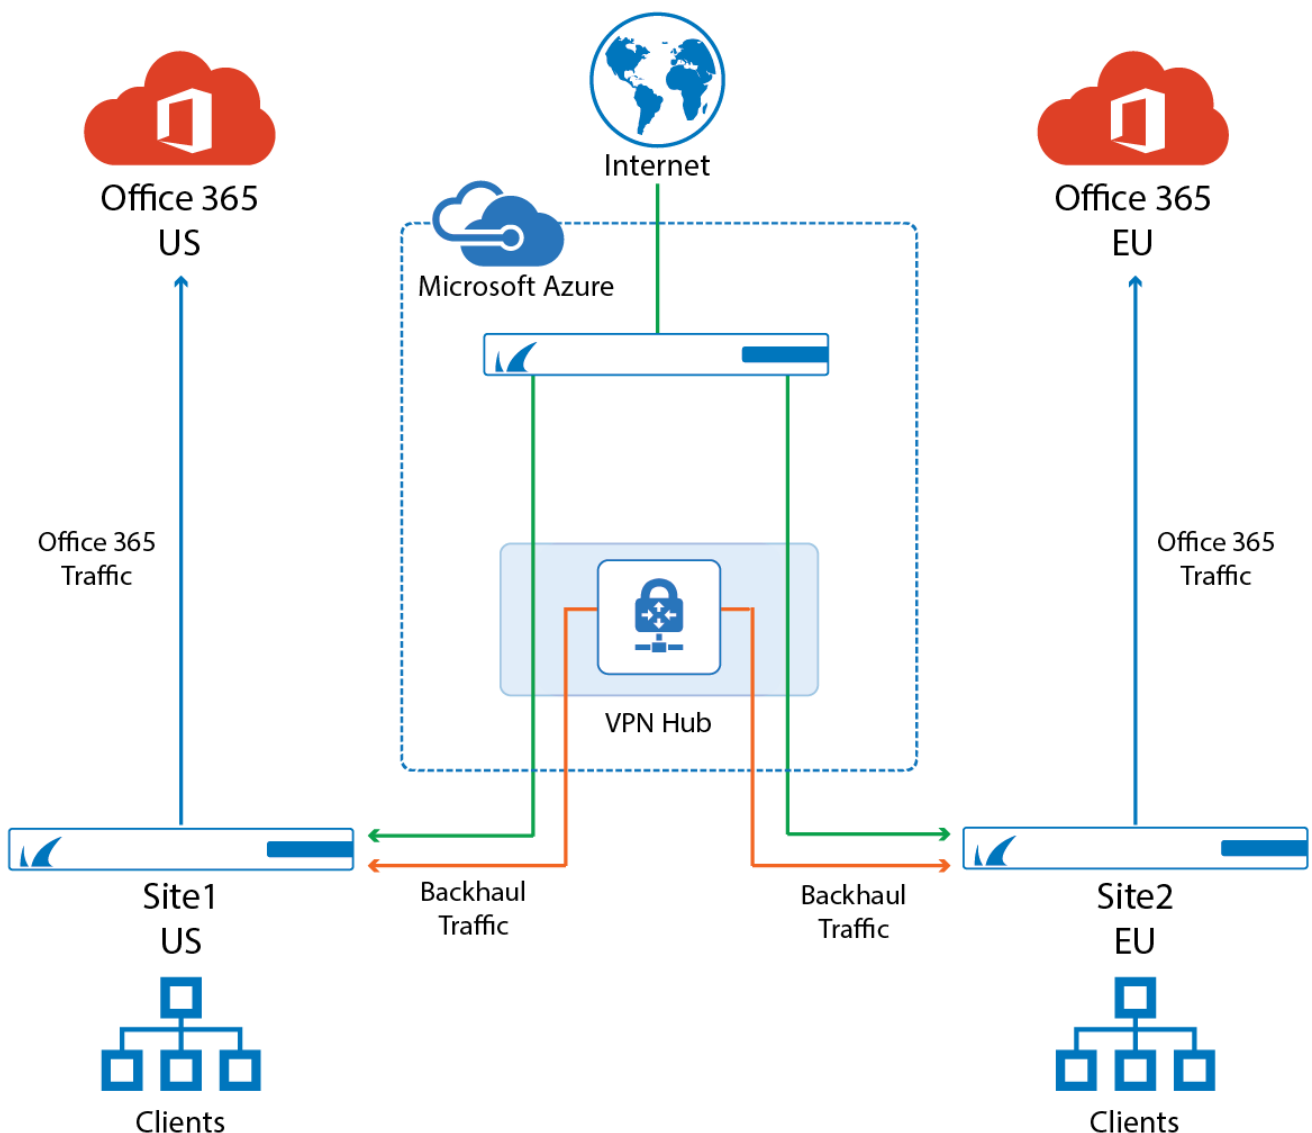 Internet
Office 365
US
Office 365
EU
Microsoft Azure
Office 365
Traffic
Office 365
Traffic
VPN Hub
Backhaul
Traffic
Backhaul
Traffic
Site1
US
Site2
EU
Clients
Clients